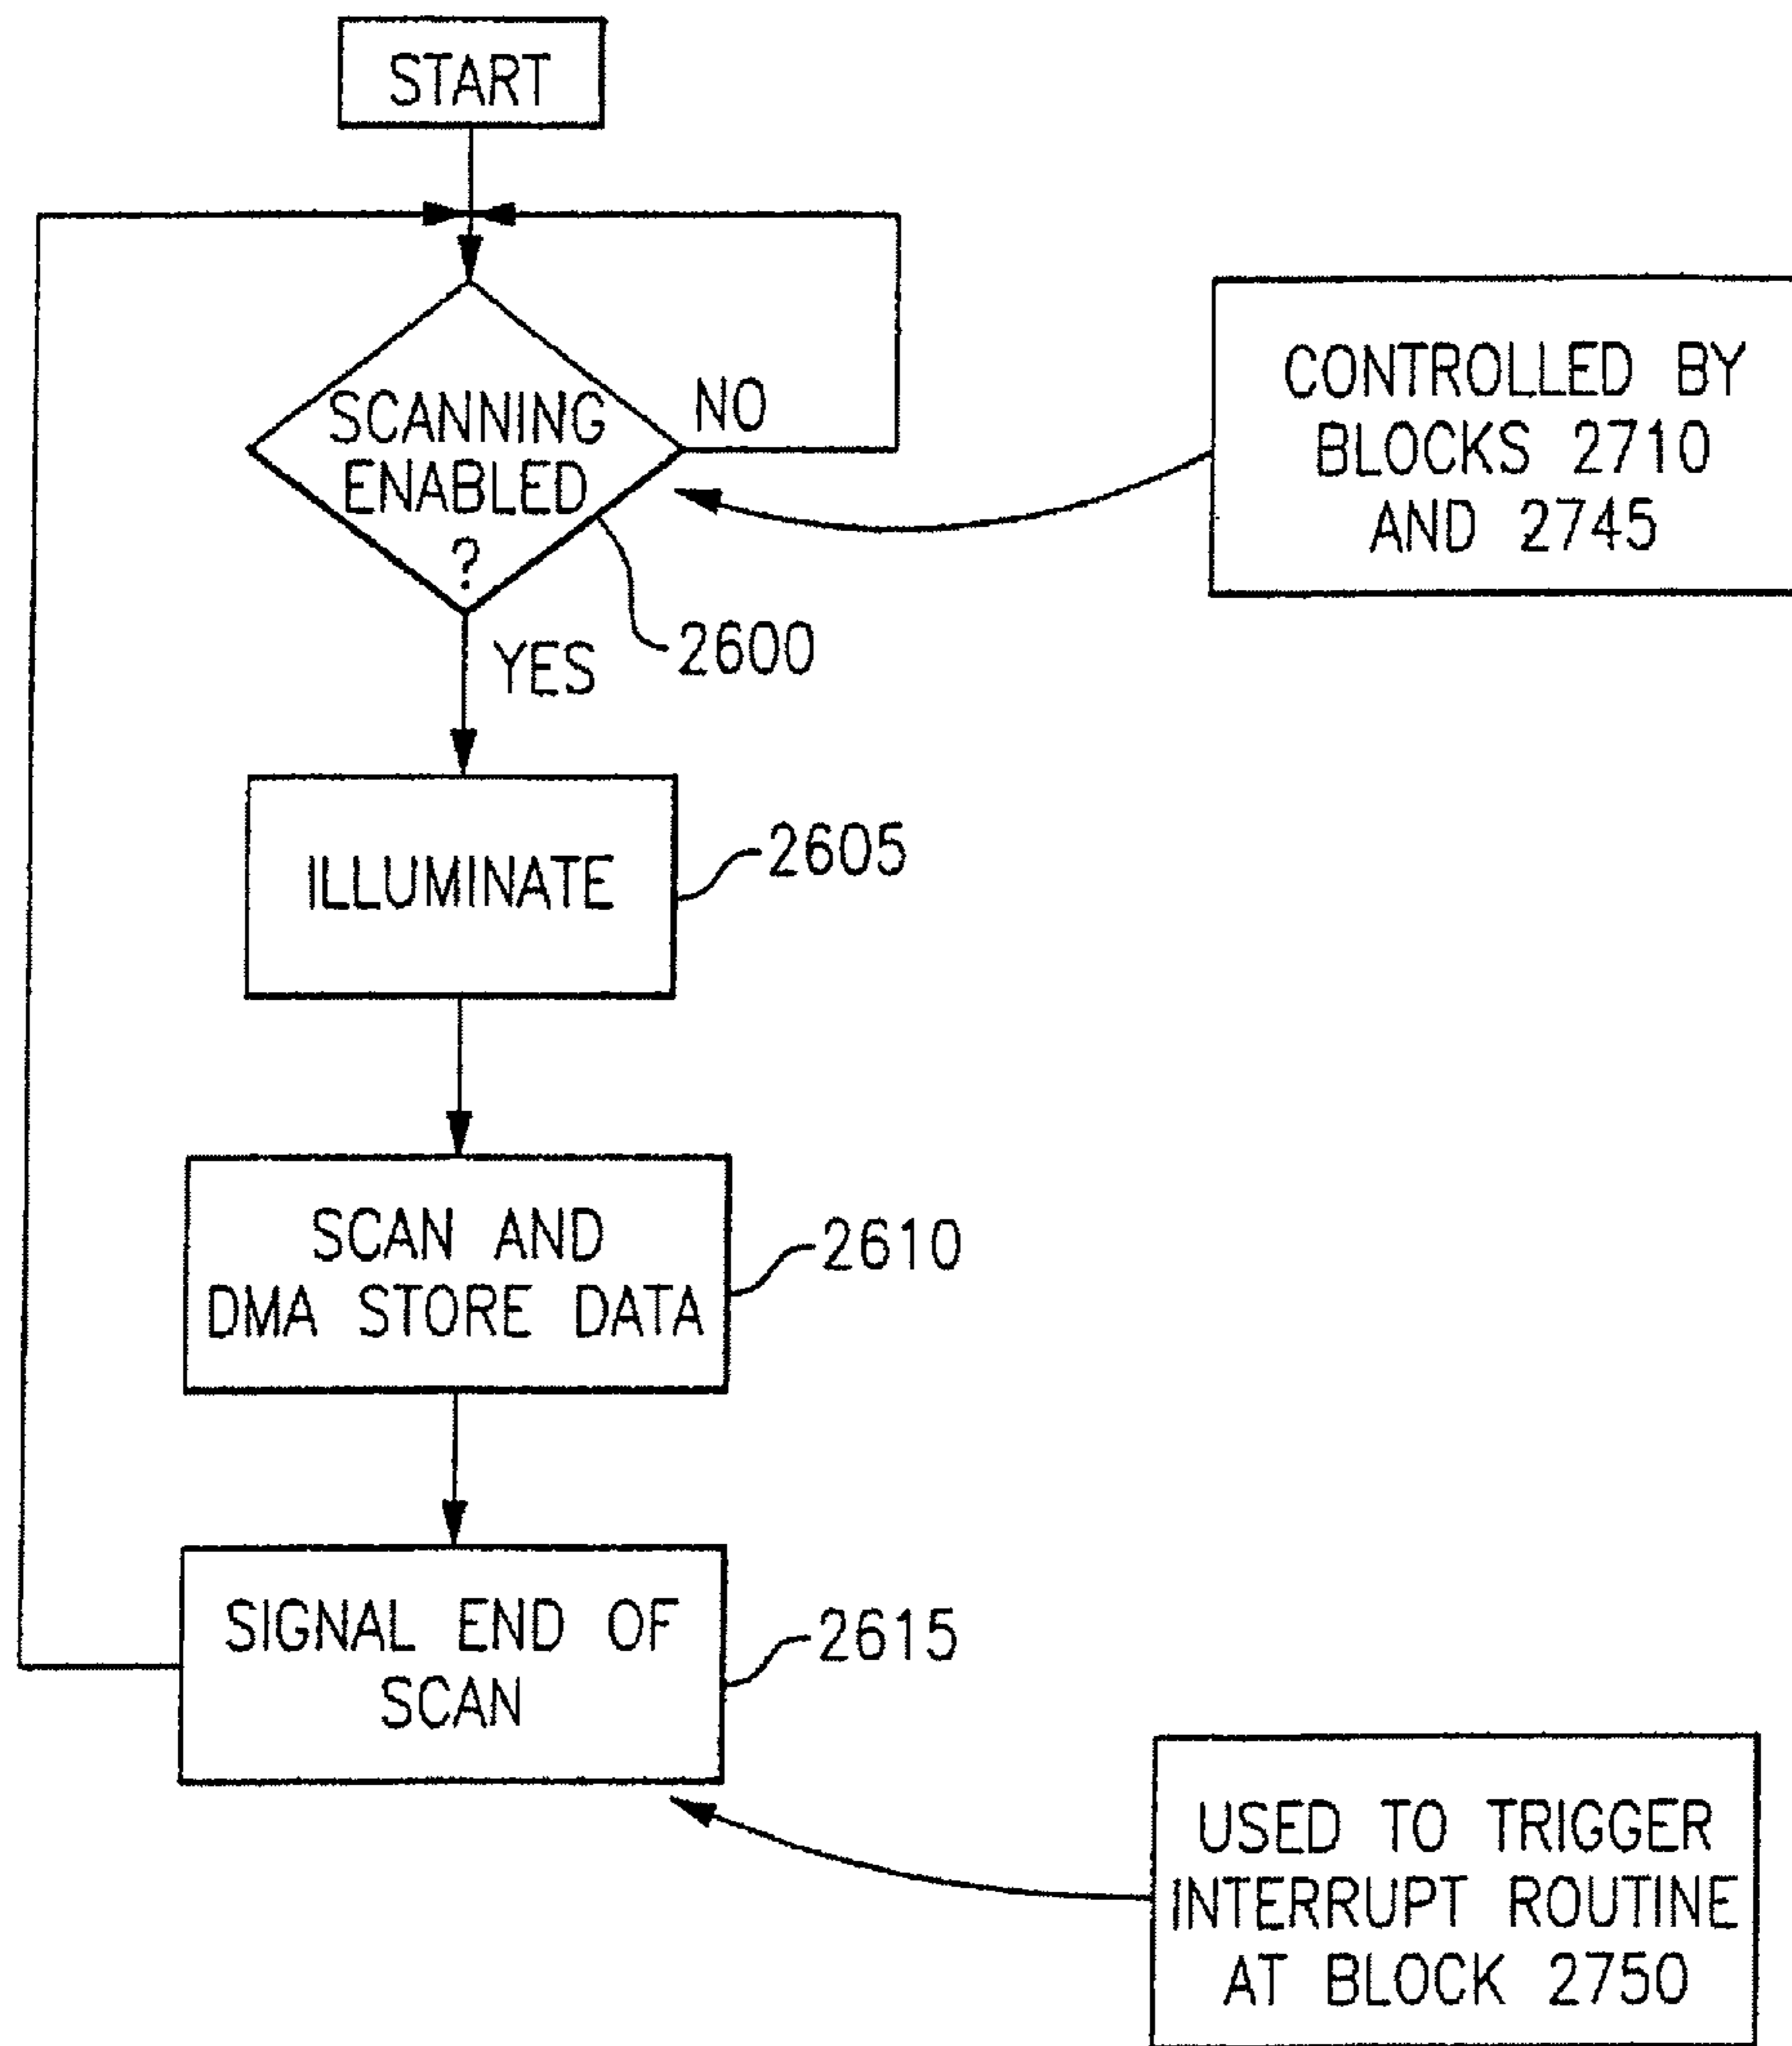 START
SCANNING
ENABLED
?
NO
YES
2600
CONTROLLED BY
BLOCKS 2710
AND 2745
ILLUMINATE
2605
SCAN AND
DMA STORE DATA
2610
SIGNAL END OF
SCAN
2615
USED TO TRIGGER
INTERRUPT ROUTINE
AT BLOCK 2750